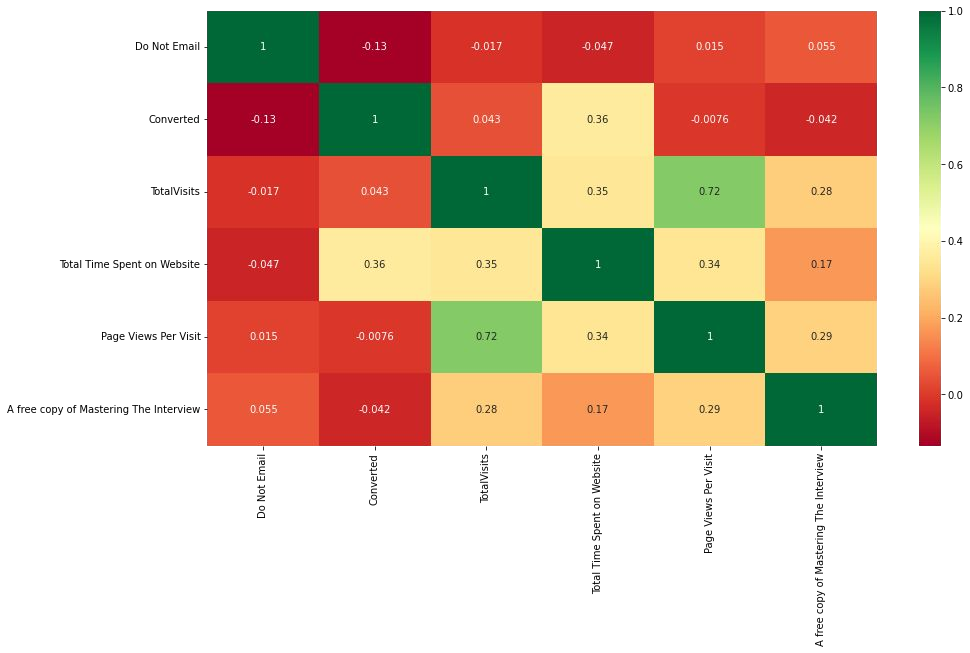 Do Not Email 1 -0.13 -0.017 -0.047 0.015 0.055
Converted -0.13 1 0.043 0.36 -0.0076 -0.042
TotalVisits -0.017 0.043 1 0.35 0.72 0.28
Total Time Spent on Website -0.047 0.36 0.35 1 0.34 0.17
Page Views Per Visit 0.015 -0.0076 0.72 0.34 1 0.29
A free copy of Mastering The Interview 0.055 -0.042 0.28 0.17 0.29 1
Do Not Email
Converted
TotalVisits
Total Time Spent on Website
Page Views Per Visit
A free copy of Mastering The Interview
1.0
0.8
0.6
0.4
0.2
0.0